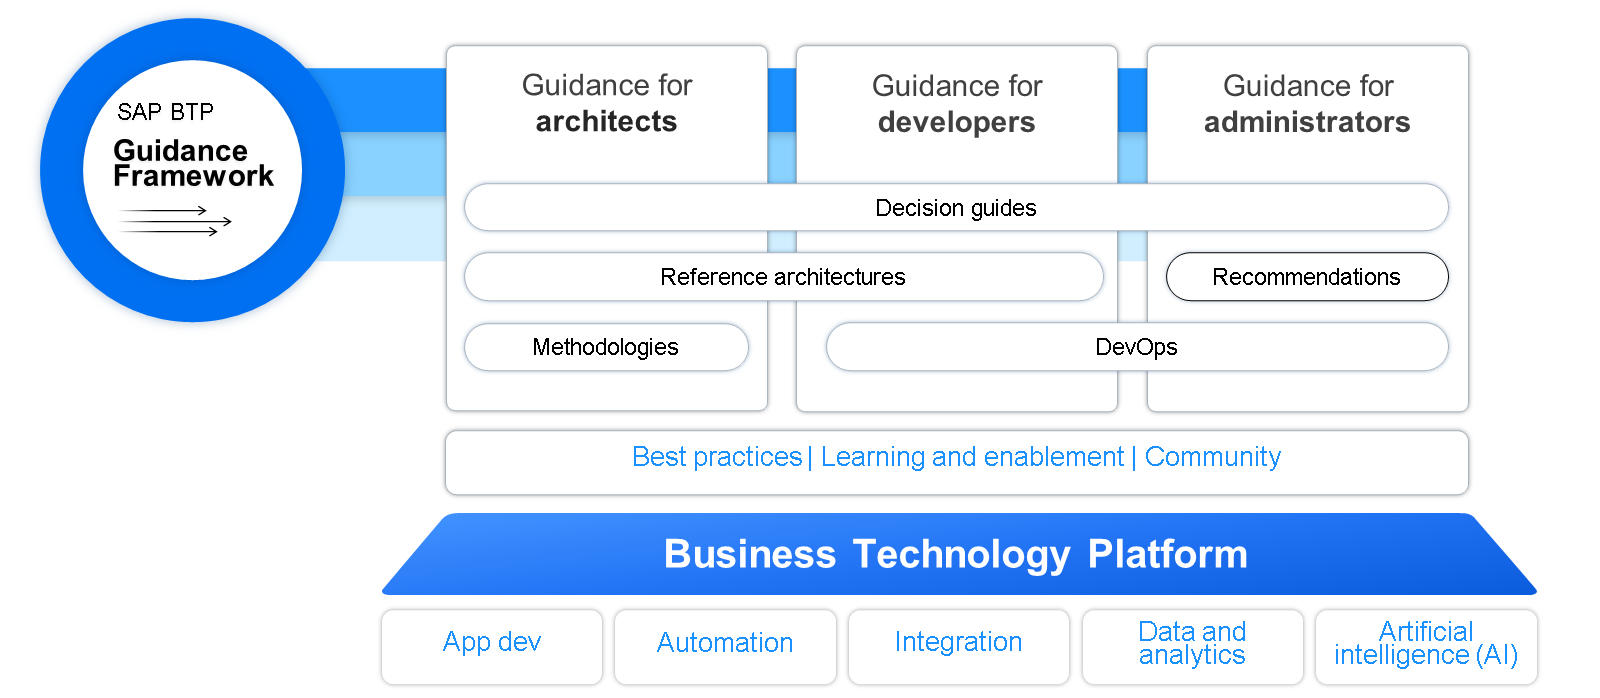 SAP BTP
Guidance
Framework
Guidance for
architects
Guidance for
developers
Guidance for
administrators
Decision guides
Reference architectures
Recommendations
Methodologies
DevOps
Best practices | Learning and enablement | Community
Business Technology Platform
App dev
Automation
Integration
Data and
analytics
Artificial
intelligence (AI)